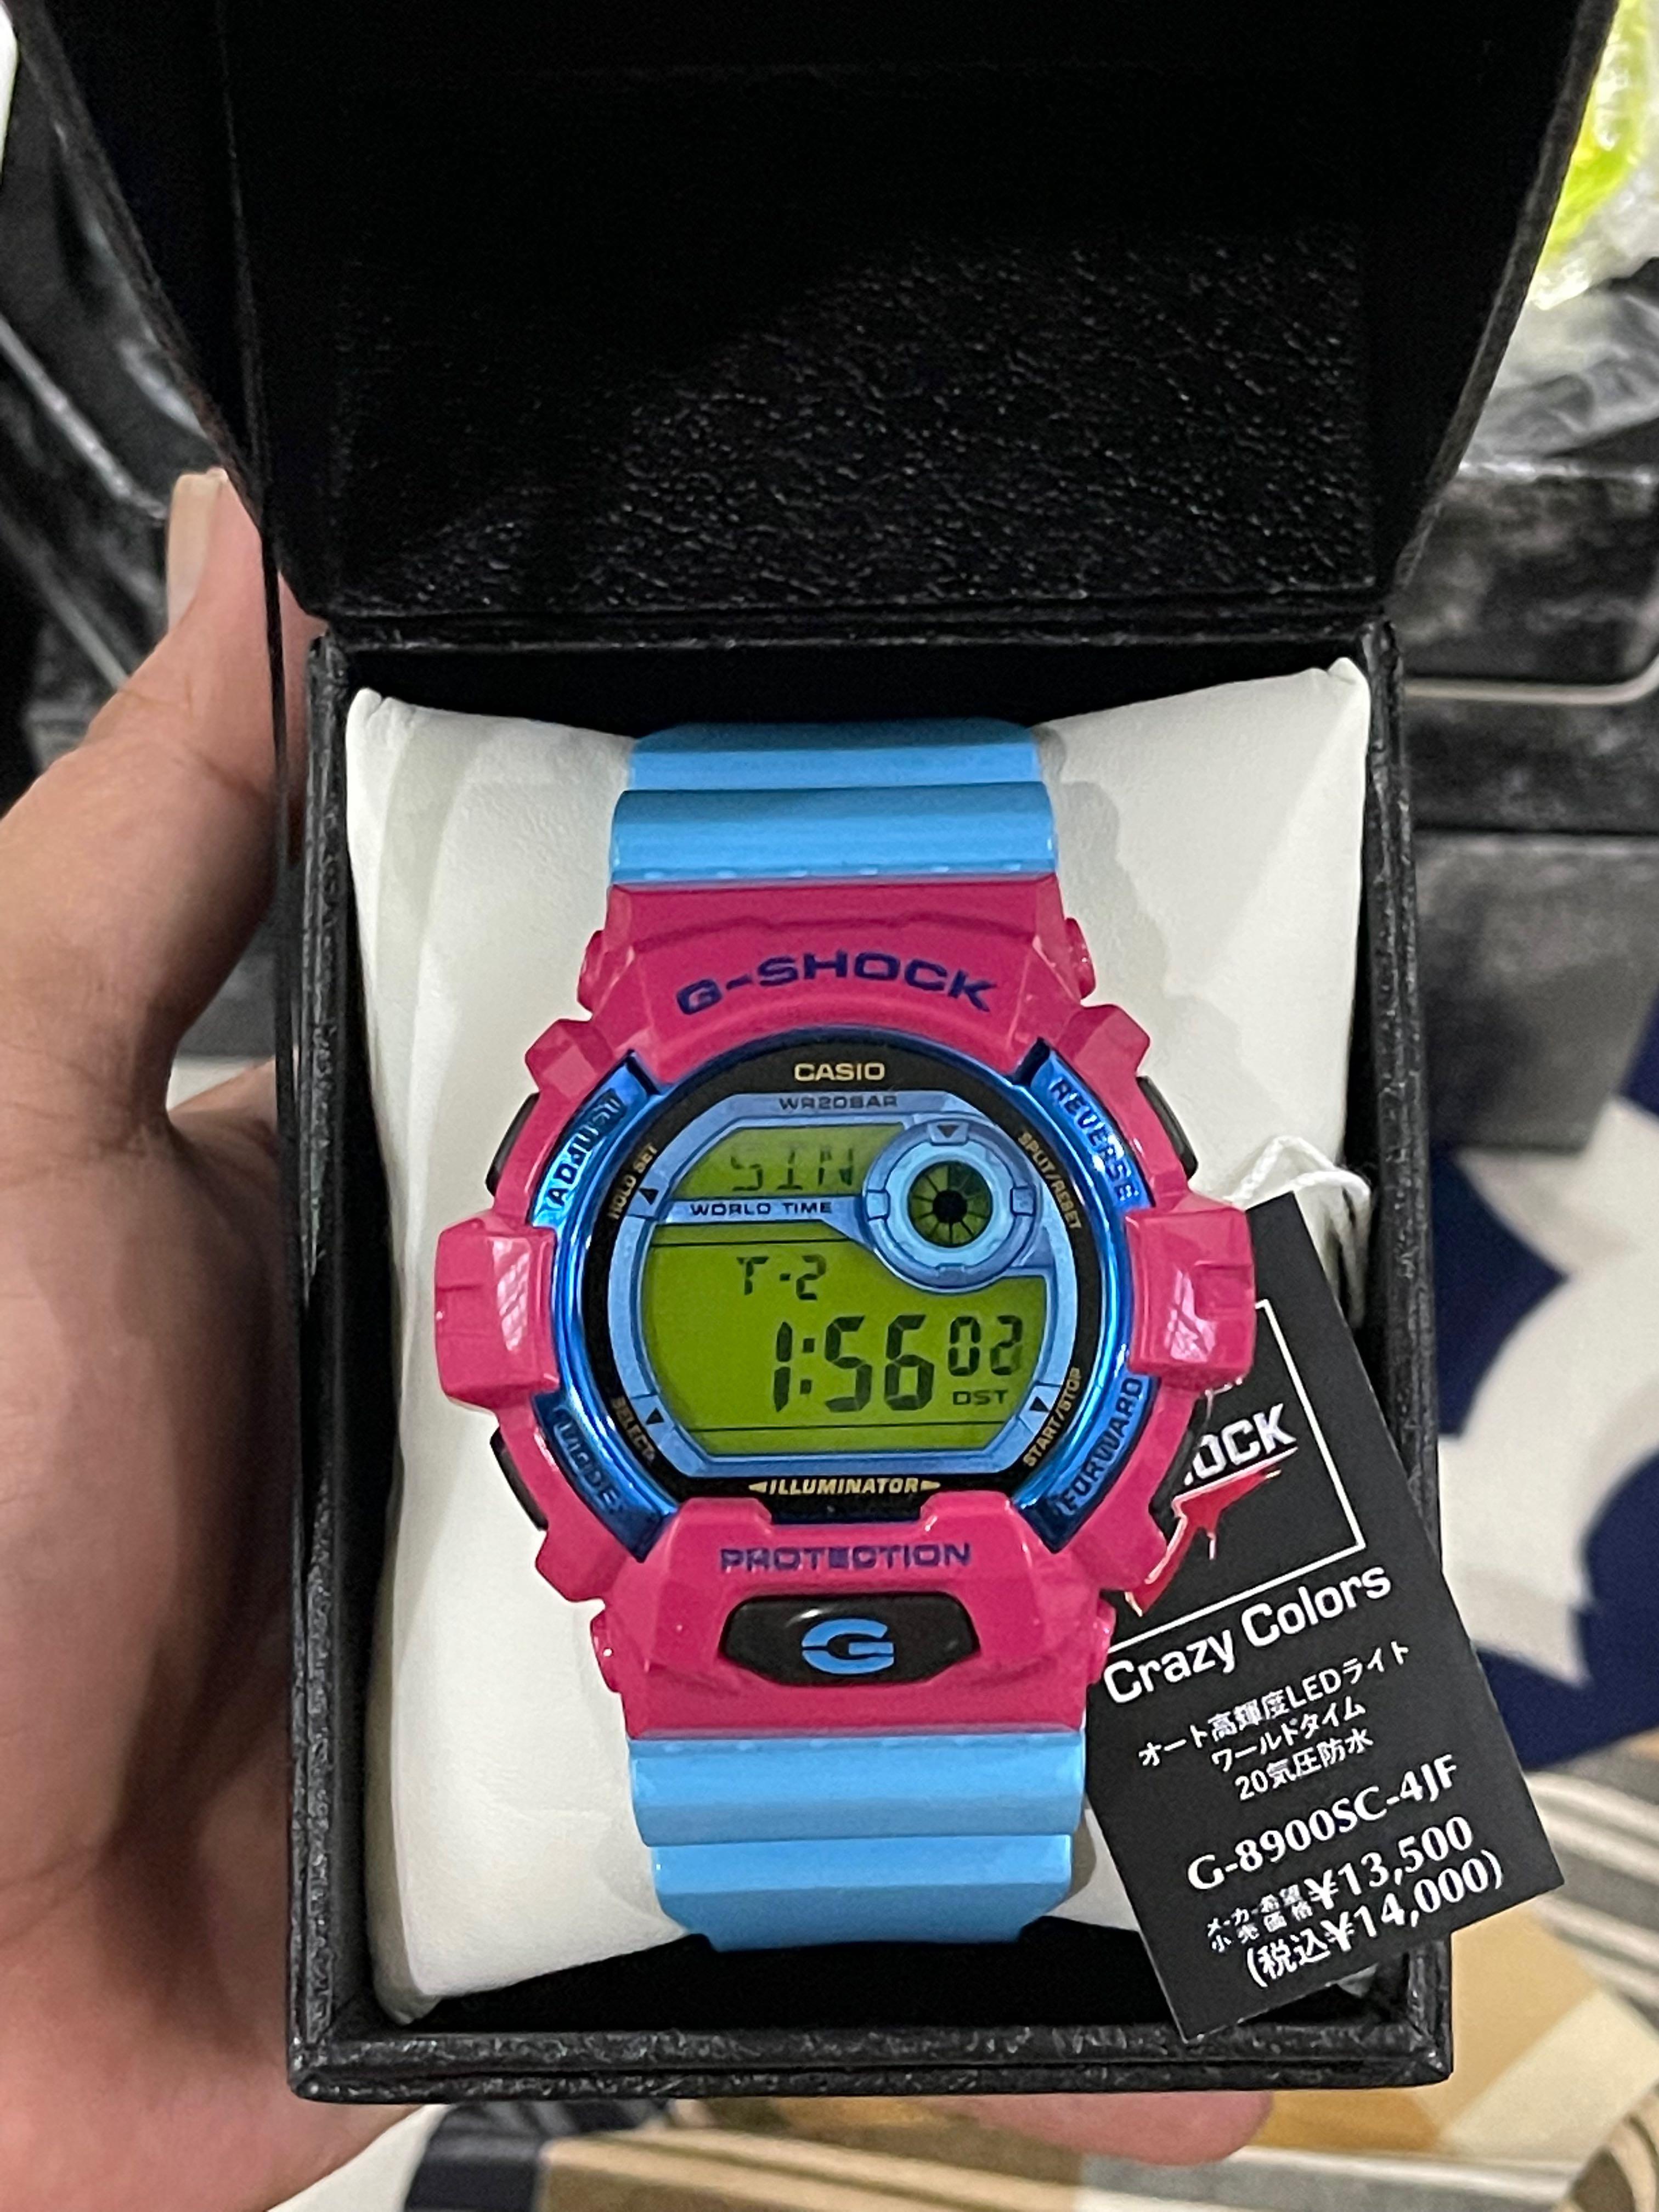 G-SHOCK
CASIO
WR20BAR
ADJUST
REVERSE
HOLD SET
SPLIT/RESET
SIN
WORLD TIME
T-2
1:56 02
DST
SELECT
START/STOP
MODE
FORWARD
ILLUMINATOR
PROTECTION
G
OCK
Crazy Colors
オート高輝度LEDライト
ワールドタイム
20気圧防水
G-8900SC-4JF
メーカー希望小売価格 ¥13,500
(税込¥14,000)